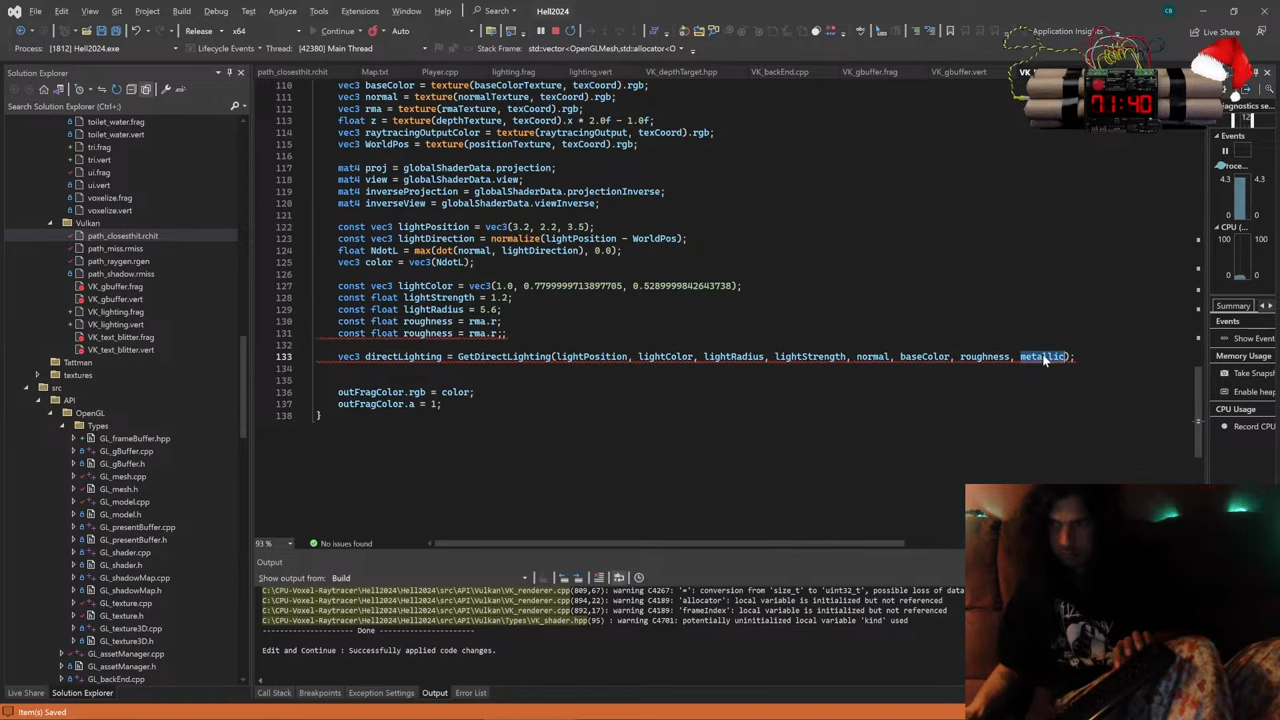 File Edit View Git Project Build Debug Test Analyze Tools Extensions Window Help Search Hell2024 CB
Release x64 Continue Auto Application Insights Live Share
Process: [1812] Hell2024.exe Lifecycle Events Thread: [42380] Main Thread Stack Frame: std::vector<OpenGLMesh,std::allocator<O
71:40
Solution Explorer path_closesthit.rchit Map.txt Player.cpp lighting.frag lighting.vert VK_depthTarget.hpp VK_backEnd.cpp VK_gbuffer.frag VK_gbuffer.vert
Search Solution Explorer (Ctrl+;)
toilet_water.frag
toilet_water.vert
tri.frag
tri.vert
ui.frag
ui.vert
voxelize.frag
voxelize.vert
Vulkan
path_closesthit.rchit
path_miss.rmiss
path_raygen.rgen
path_shadow.rmiss
VK_gbuffer.frag
VK_gbuffer.vert
VK_lighting.frag
VK_lighting.vert
VK_text_blitter.frag
VK_text_blitter.vert
Tattman
textures
src
API
OpenGL
Types
GL_frameBuffer.hpp
GL_gBuffer.cpp
GL_gBuffer.h
GL_mesh.cpp
GL_mesh.h
GL_model.cpp
GL_model.h
GL_presentBuffer.cpp
GL_presentBuffer.h
GL_shader.cpp
GL_shader.h
GL_shadowMap.cpp
GL_shadowMap.h
GL_texture.cpp
GL_texture.h
GL_texture3D.cpp
GL_texture3D.h
GL_assetManager.cpp
GL_assetManager.h
GL_backEnd.cpp
Live Share Solution Explorer
110 vec3 baseColor = texture(baseColorTexture, texCoord).rgb;
111 vec3 normal = texture(normalTexture, texCoord).rgb;
112 vec3 rma = texture(rmaTexture, texCoord).rgb;
113 float z = texture(depthTexture, texCoord).x * 2.0f - 1.0f;
114 vec3 raytracingOutputColor = texture(raytracingOutput, texCoord).rgb;
115 vec3 WorldPos = texture(positionTexture, texCoord).rgb;
116
117 mat4 proj = globalShaderData.projection;
118 mat4 view = globalShaderData.view;
119 mat4 inverseProjection = globalShaderData.projectionInverse;
120 mat4 inverseView = globalShaderData.viewInverse;
121
122 const vec3 lightPosition = vec3(3.2, 2.2, 3.5);
123 const vec3 lightDirection = normalize(lightPosition - WorldPos);
124 float NdotL = max(dot(normal, lightDirection), 0.0);
125 vec3 color = vec3(NdotL);
126
127 const vec3 lightColor = vec3(1.0, 0.7799999713897705, 0.5289999842643738);
128 const float lightStrength = 1.2;
129 const float lightRadius = 5.6;
130 const float roughness = rma.r;
131 const float roughness = rma.r;;
133 vec3 directLighting = GetDirectLighting(lightPosition, lightColor, lightRadius, lightStrength, normal, baseColor, roughness, metallic);
134
135
136 outFragColor.rgb = color;
137 outFragColor.a = 1;
138 }
93 % No issues found
Output
Show output from: Build
C:\CPU-Voxel-Raytracer\Hell2024\Hell2024\src\API\Vulkan\VK_renderer.cpp(809,67): warning C4267: '=': conversion from 'size_t' to 'uint32_t', possible loss of data
C:\CPU-Voxel-Raytracer\Hell2024\Hell2024\src\API\Vulkan\VK_renderer.cpp(894,22): warning C4189: 'allocator': local variable is initialized but not referenced
C:\CPU-Voxel-Raytracer\Hell2024\Hell2024\src\API\Vulkan\VK_renderer.cpp(892,17): warning C4189: 'frameIndex': local variable is initialized but not referenced
C:\CPU-Voxel-Raytracer\Hell2024\Hell2024\src\API\Vulkan\Types\VK_shader.hpp(95) : warning C4701: potentially uninitialized local variable 'kind' used
-------------------- Done ----------------------
Edit and Continue : Successfully applied code changes.
Call Stack Breakpoints Exception Settings Output Error List
Diagnostics se
12
Events
4.3 4.3
CPU (
100 100
0 0
Summary
Events
Show Event
Memory Usage
Take Snapsh
Enable heap
CPU Usage
Record CPU
Item(s) Saved